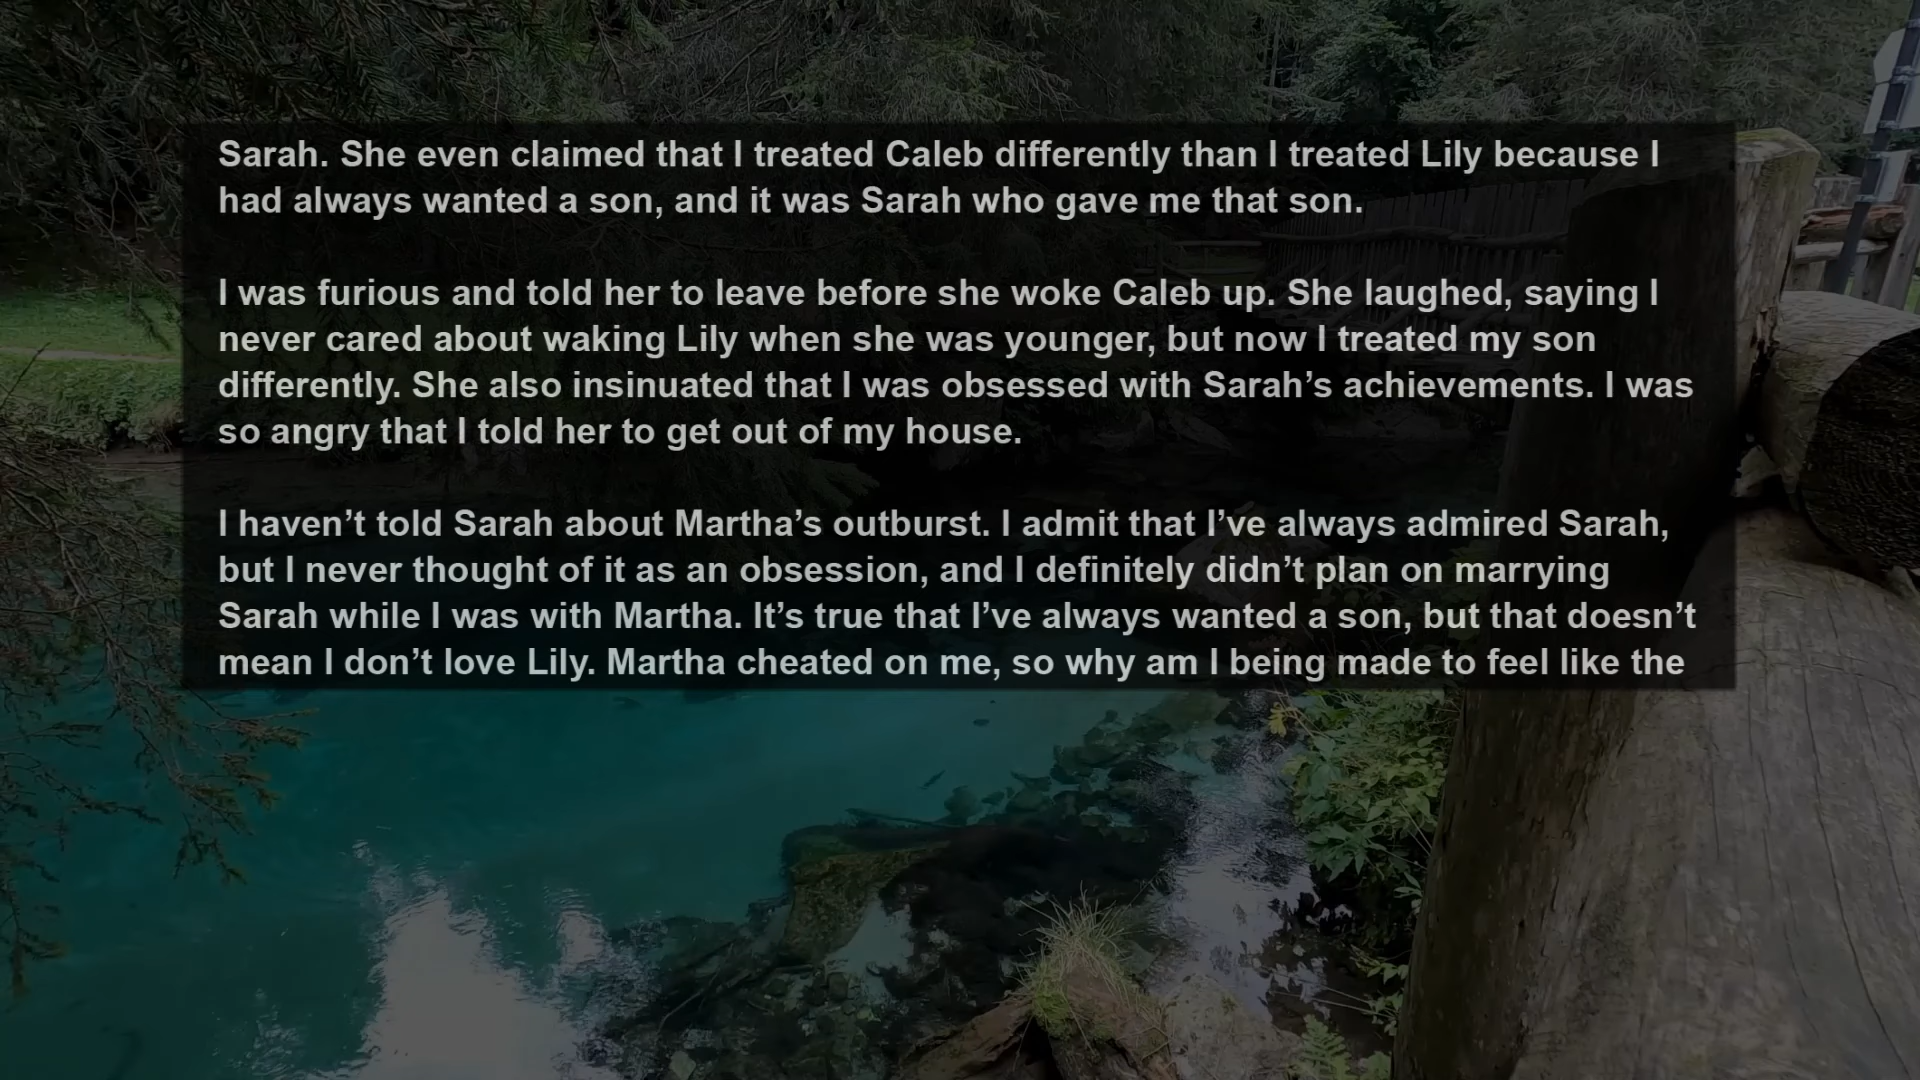 Sarah. She even claimed that I treated Caleb differently than I treated Lily because I
had always wanted a son, and it was Sarah who gave me that son.
I was furious and told her to leave before she woke Caleb up. She laughed, saying I
never cared about waking Lily when she was younger, but now I treated my son
differently. She also insinuated that I was obsessed with Sarah’s achievements. I was
so angry that I told her to get out of my house.
I haven’t told Sarah about Martha’s outburst. I admit that I’ve always admired Sarah,
but I never thought of it as an obsession, and I definitely didn’t plan on marrying
Sarah while I was with Martha. It’s true that I’ve always wanted a son, but that doesn’t
mean I don’t love Lily. Martha cheated on me, so why am I being made to feel like the